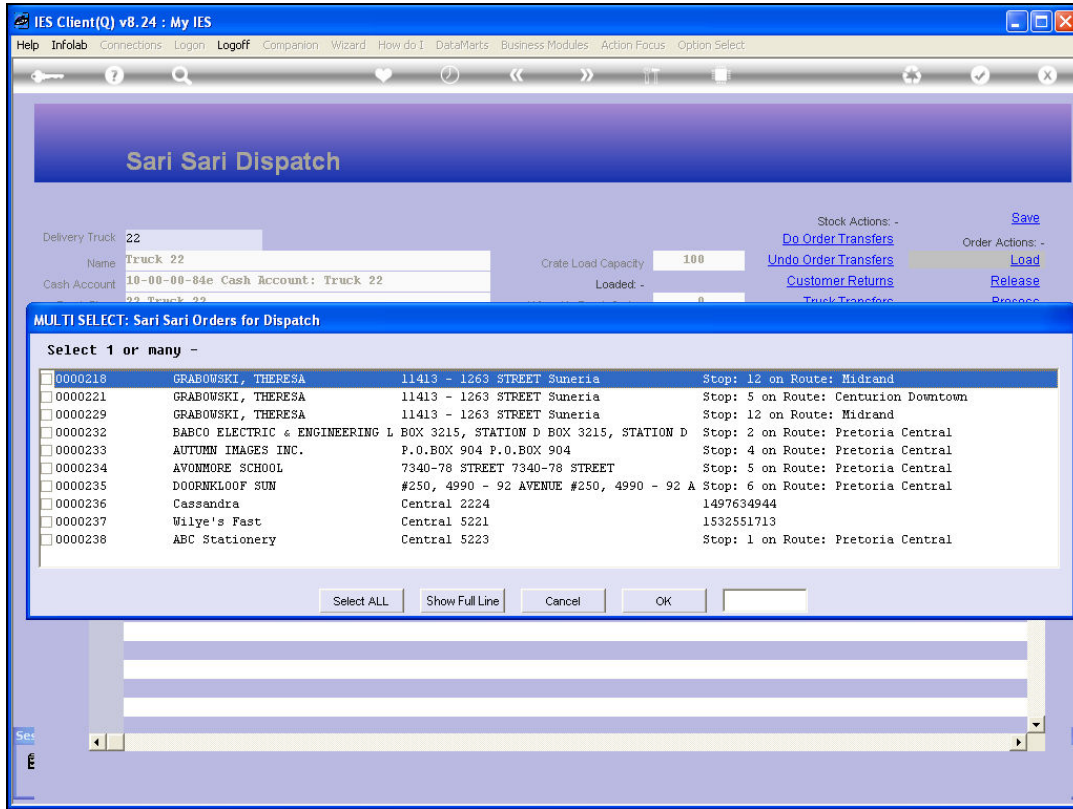 IES Client(Q) v8.24 : My IES
Help Infolab Connections Logon Logoff Companion Wizard How do I DataMarts Business Modules Action Focus Option Select
Sari Sari Dispatch
Stock Actions: - Save
Delivery Truck 22 Do Order Transfers Order Actions: -
Name Truck 22 Crate Load Capacity 100 Undo Order Transfers Load
Cash Account 10-00-00-84e Cash Account: Truck 22 Loaded: - Customer Returns Release
22 Truck 22 0 Truck Transfers Process
MULTI SELECT: Sari Sari Orders for Dispatch
Select 1 or many -
0000218 GRABOWSKI, THERESA 11413 - 1263 STREET Suneria Stop: 12 on Route: Midrand
0000221 GRABOWSKI, THERESA 11413 - 1263 STREET Suneria Stop: 5 on Route: Centurion Downtown
0000229 GRABOWSKI, THERESA 11413 - 1263 STREET Suneria Stop: 12 on Route: Midrand
0000232 BABCO ELECTRIC & ENGINEERING L BOX 3215, STATION D BOX 3215, STATION D Stop: 2 on Route: Pretoria Central
0000233 AUTUMN IMAGES INC. P.O.BOX 904 P.O.BOX 904 Stop: 4 on Route: Pretoria Central
0000234 AVONMORE SCHOOL 7340-78 STREET 7340-78 STREET Stop: 5 on Route: Pretoria Central
0000235 DOORNKLOOF SUN #250, 4990 - 92 AVENUE #250, 4990 - 92 A Stop: 6 on Route: Pretoria Central
0000236 Cassandra Central 2224 1497634944
0000237 Wilye's Fast Central 5221 1532551713
0000238 ABC Stationery Central 5223 Stop: 1 on Route: Pretoria Central
Select ALL Show Full Line Cancel OK
Ses